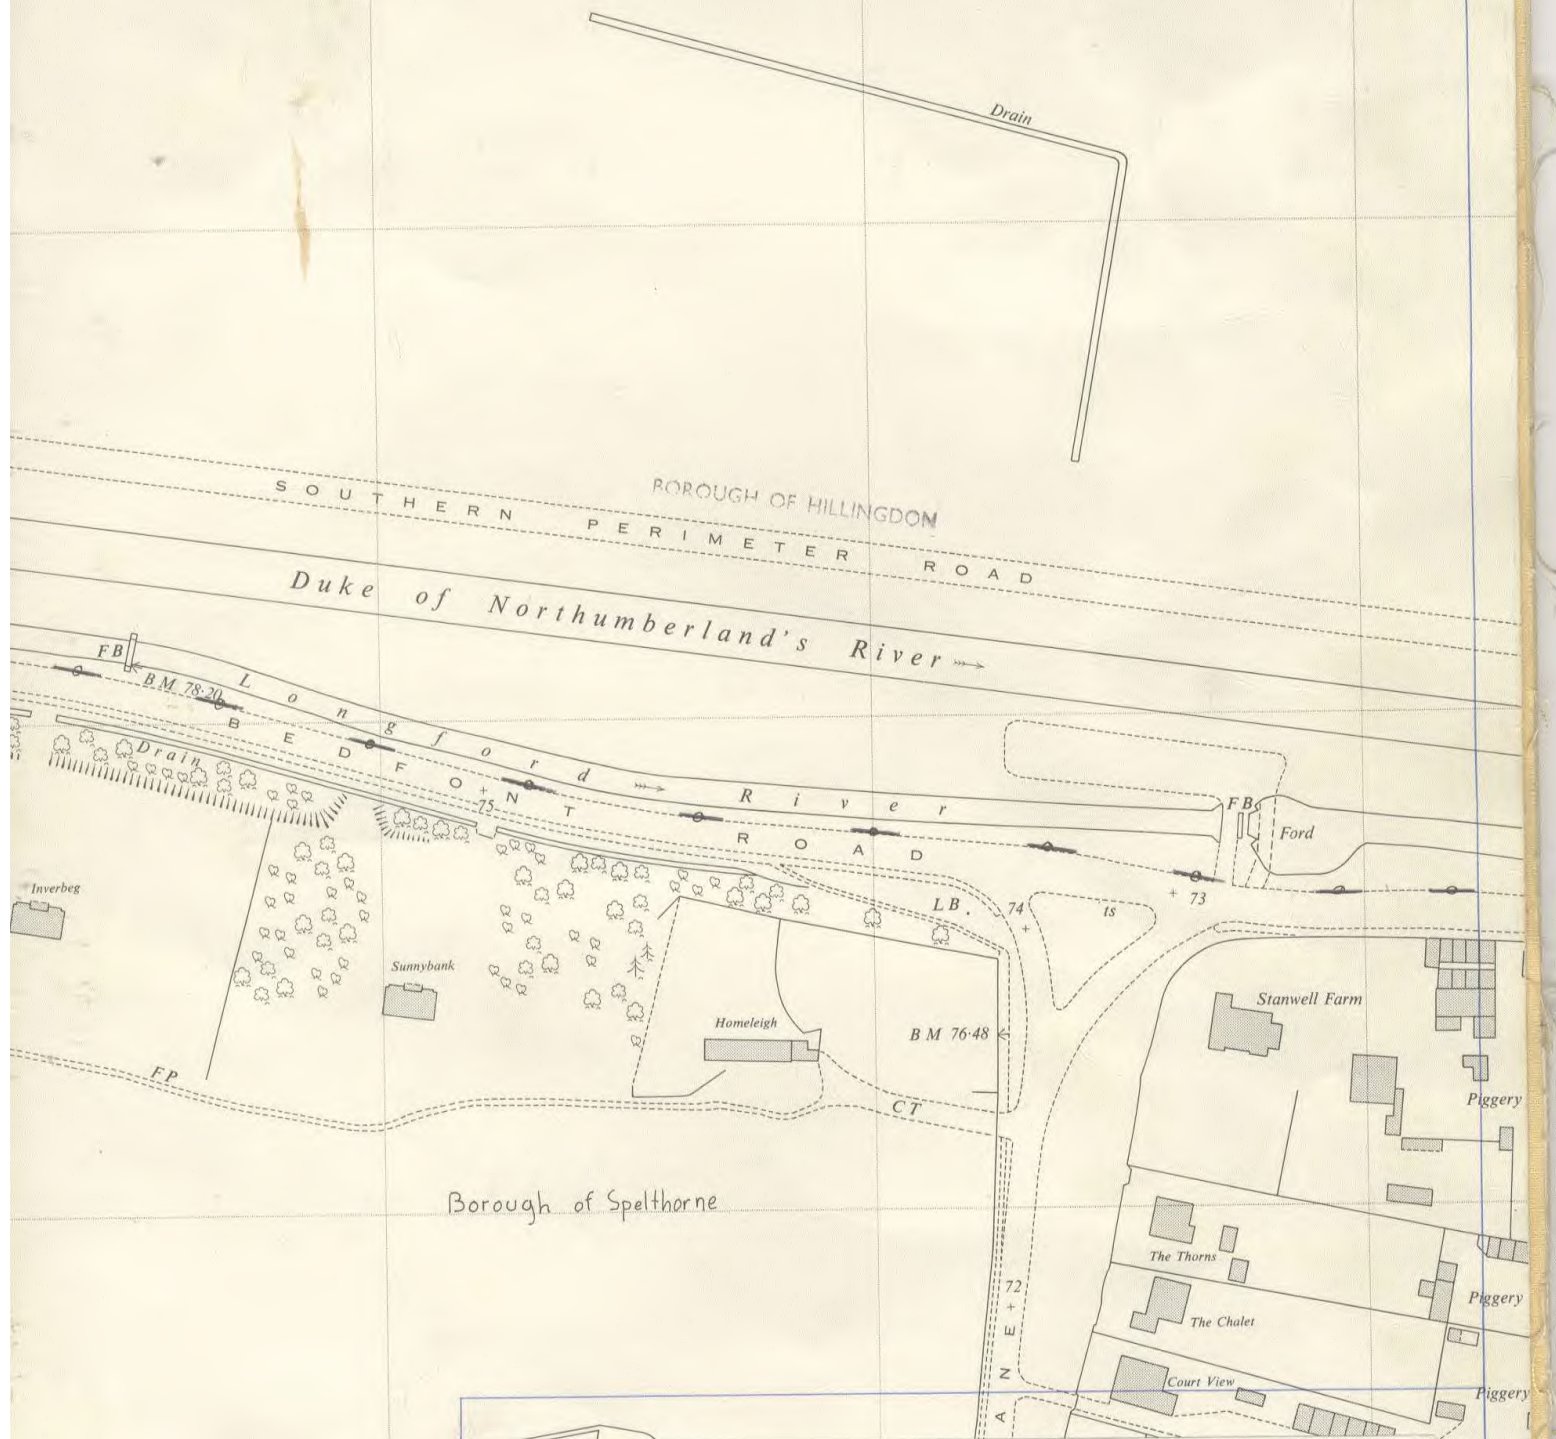 Drain
BOROUGH OF HILLINGDON
SOUTHERN PERIMETER ROAD
Duke of Northumberland's River
FB
BM 78·20
Longford River
BEDFONT ROAD
Drain
75
FB
Ford
73
LB.
74
ts
Inverbeg
Sunnybank
Homeleigh
BM 76·48
Stanwell Farm
FP
CT
Piggery
Borough of Spelthorne
The Thorns
72
Piggery
The Chalet
Court View
Piggery
ANE